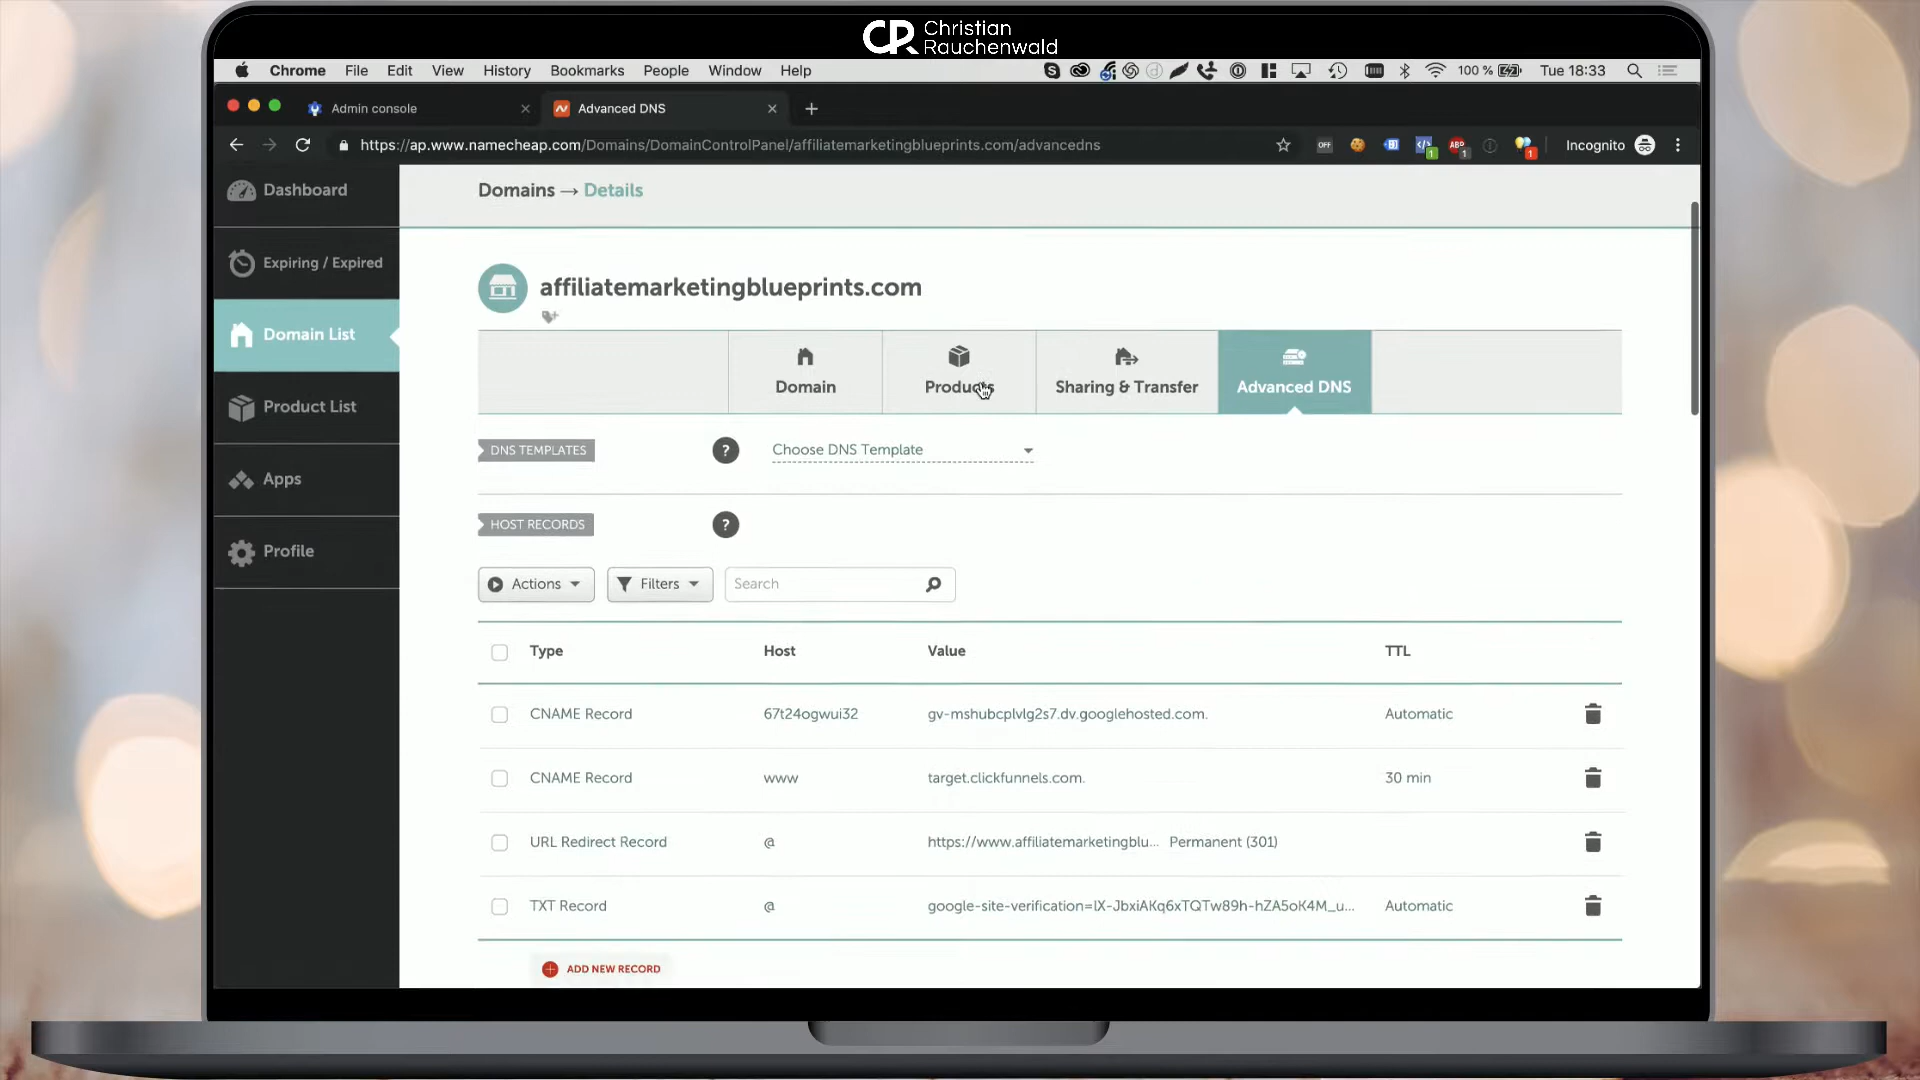 Christian
Rauchenwald
Chrome File Edit View History Bookmarks People Window Help 100 % Tue 18:33
Admin console Advanced DNS
https://ap.www.namecheap.com/Domains/DomainControlPanel/affiliatemarketingblueprints.com/advancedns OFF 1 ABP 1 1 Incognito
Dashboard
Domains → Details
Expiring / Expired
affiliatemarketingblueprints.com
Domain List
Domain Products Sharing & Transfer Advanced DNS
Product List
DNS TEMPLATES ? Choose DNS Template
Apps
HOST RECORDS ?
Profile
Actions Filters Search
Type Host Value TTL
CNAME Record 67t24ogwui32 gv-mshubcplvlg2s7.dv.googlehosted.com. Automatic
CNAME Record www target.clickfunnels.com. 30 min
URL Redirect Record @ https://www.affiliatemarketingblu... Permanent (301)
TXT Record @ google-site-verification=lX-JbxiAKq6xTQTw89h-hZA5oK4M_u... Automatic
ADD NEW RECORD